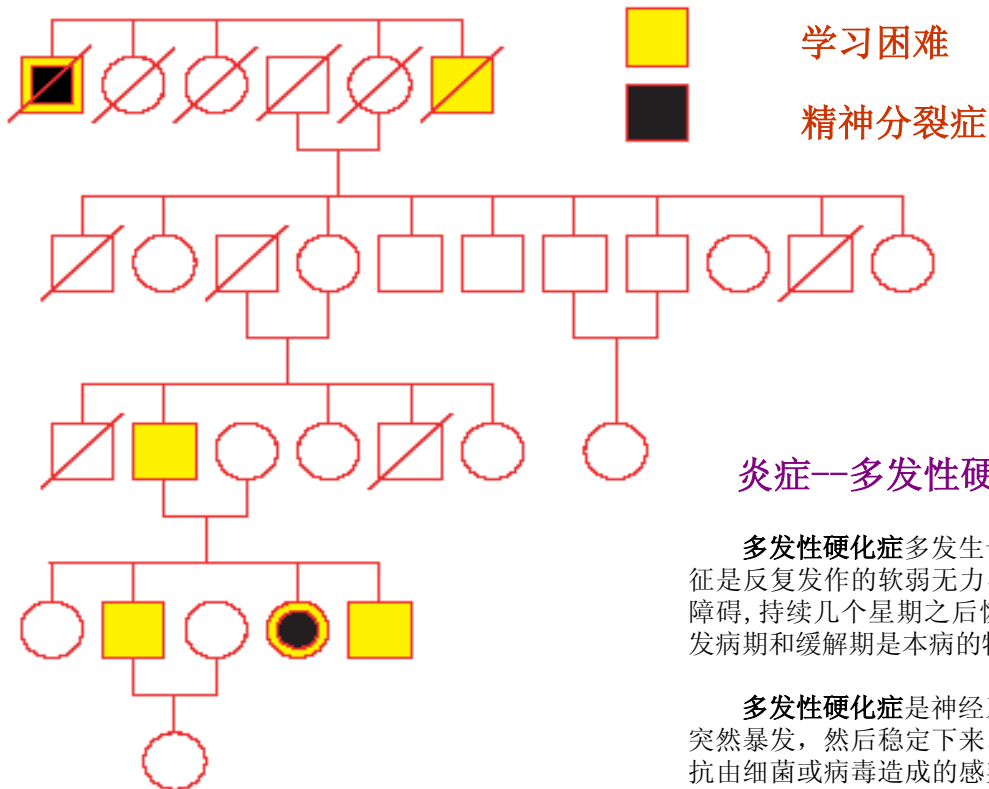 学习困难
精神分裂症
炎症--多发性硬
多发性硬化症多发生
征是反复发作的软弱无力
障碍,持续几个星期之后
发病期和缓解期是本病的
多发性硬化症是神经
突然暴发，然后稳定下来
抗由细菌或病毒造成的感